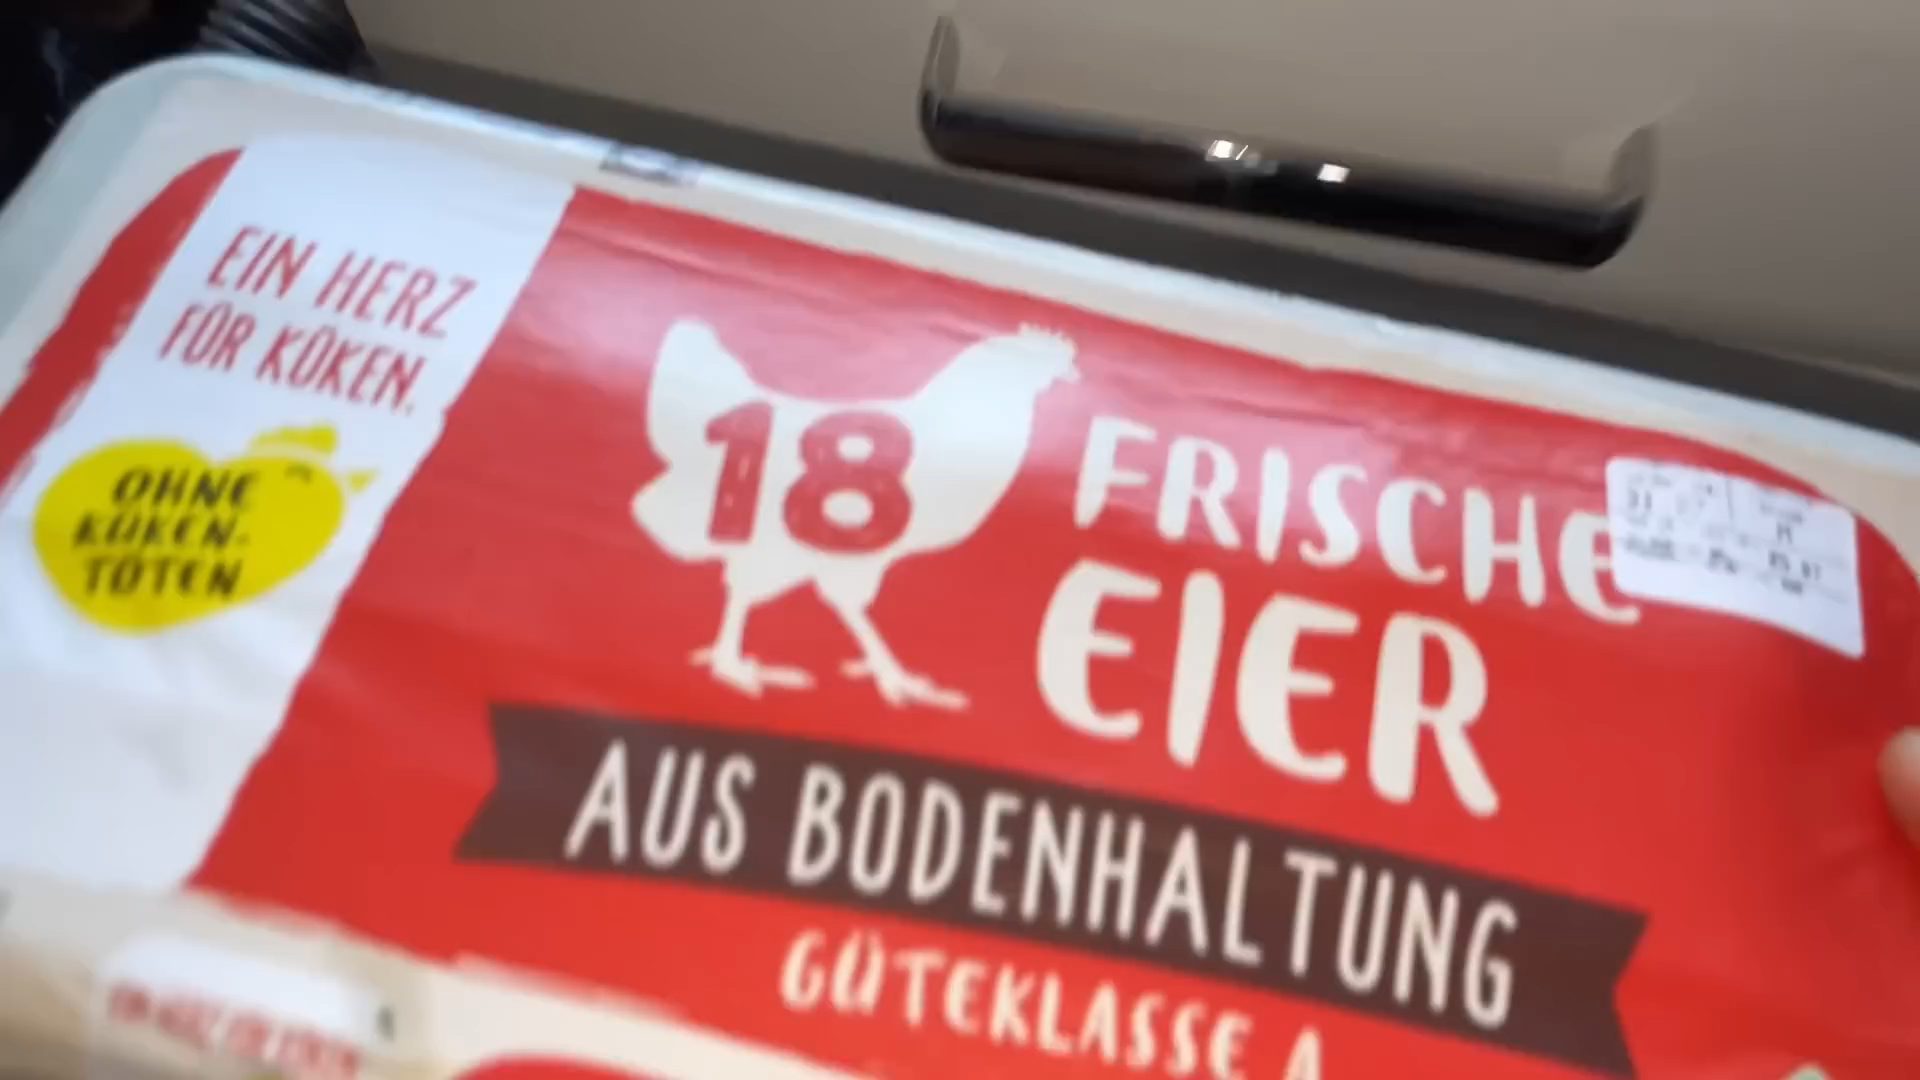 EIN HERZ
FÜR KÜKEN.
OHNE
KÜKEN-
TÖTEN
18
FRISCHE
EIER
AUS BODENHALTUNG
GÜTEKLASSE A